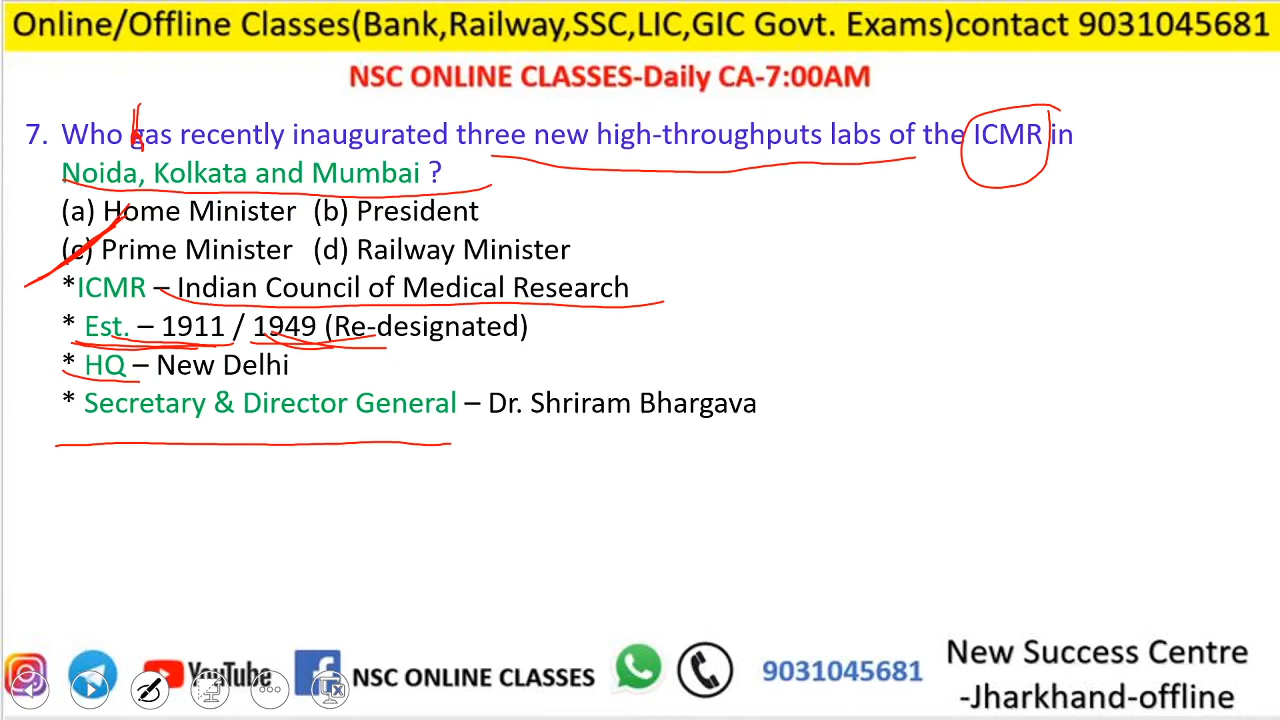 Online/Offline Classes(Bank,Railway,SSC,LIC,GIC Govt. Exams)contact 9031045681
NSC ONLINE CLASSES-Daily CA-7:00AM
7. Who gas recently inaugurated three new high-throughputs labs of the ICMR in
Noida, Kolkata and Mumbai ?
(a) Home Minister (b) President
(c) Prime Minister (d) Railway Minister
*ICMR – Indian Council of Medical Research
* Est. – 1911 / 1949 (Re-designated)
* HQ – New Delhi
* Secretary & Director General – Dr. Shriram Bhargava
YouTube NSC ONLINE CLASSES 9031045681
New Success Centre
-Jharkhand-offline